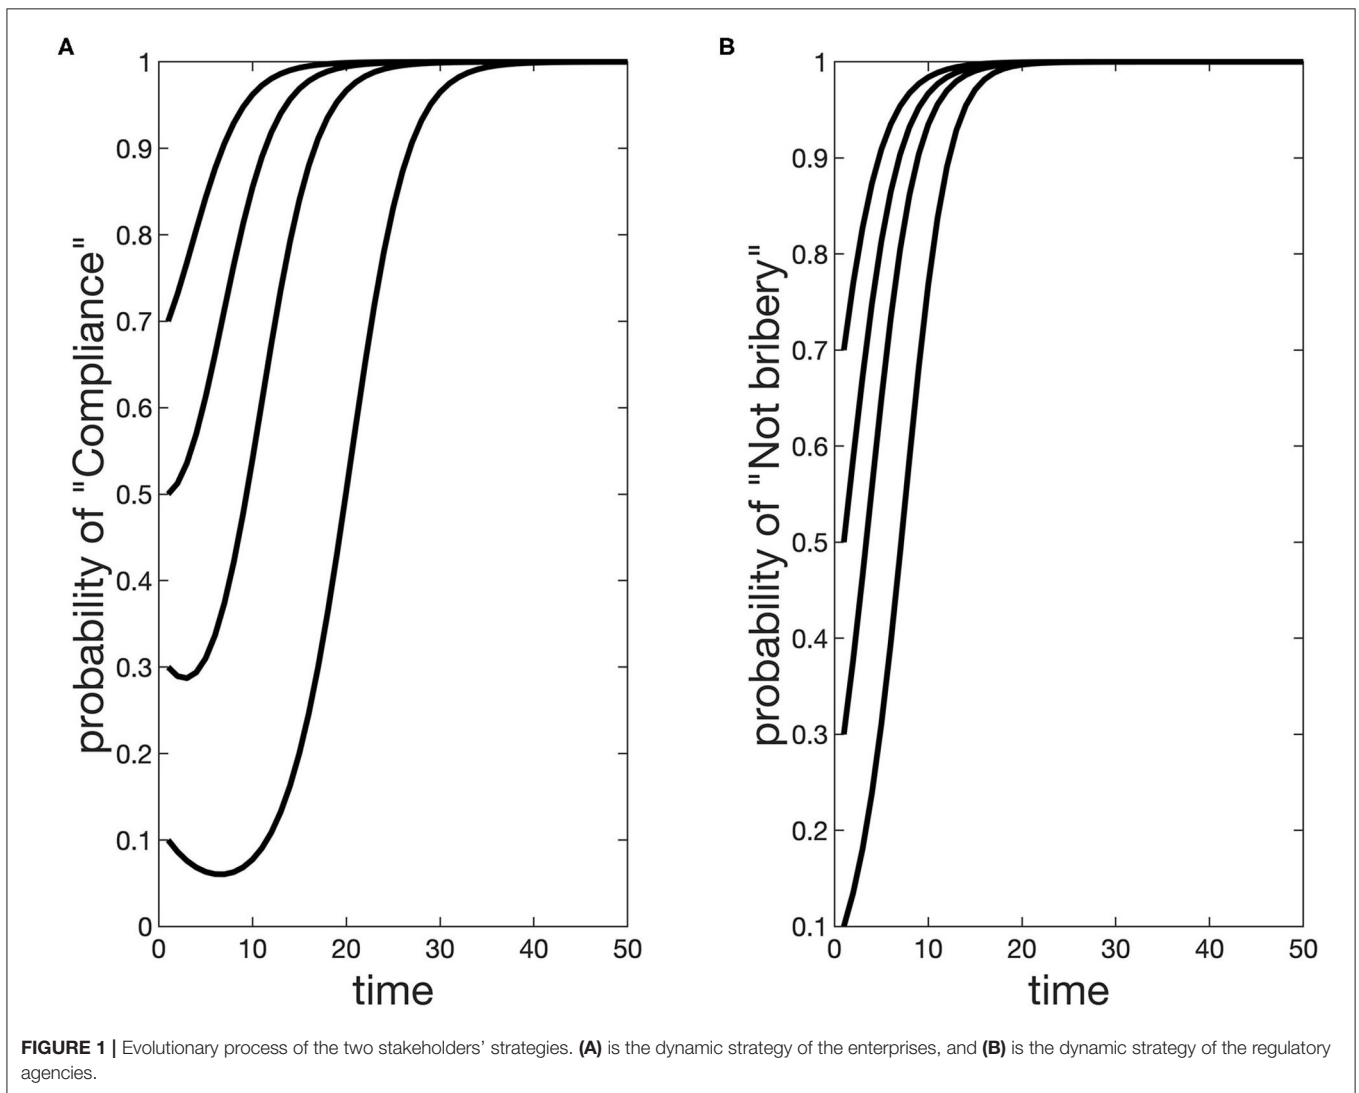 A
1
0.9
0.8
0.7
0.6
0.5
0.4
0.3
0.2
0.1
0
probability of "Compliance"
0 10 20 30 40 50
time
B
1
0.9
0.8
0.7
0.6
0.5
0.4
0.3
0.2
0.1
probability of "Not bribery"
0 10 20 30 40 50
time
FIGURE 1 | Evolutionary process of the two stakeholders' strategies. (A) is the dynamic strategy of the enterprises, and (B) is the dynamic strategy of the regulatory
agencies.